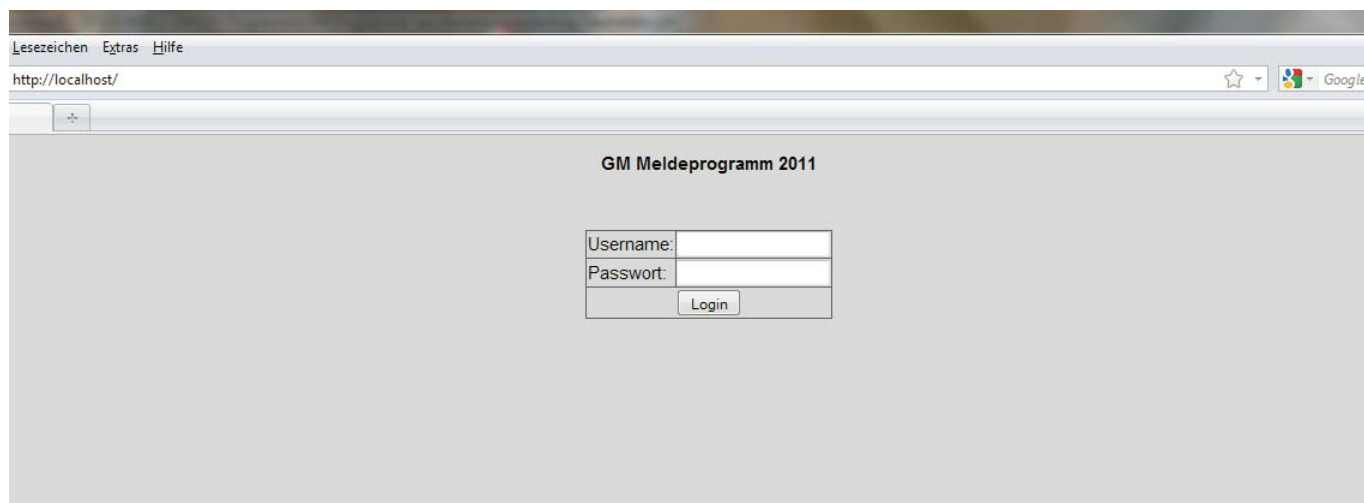 Lesezeichen Extras Hilfe
http://localhost/
Google
GM Meldeprogramm 2011
Username:
Passwort:
Login